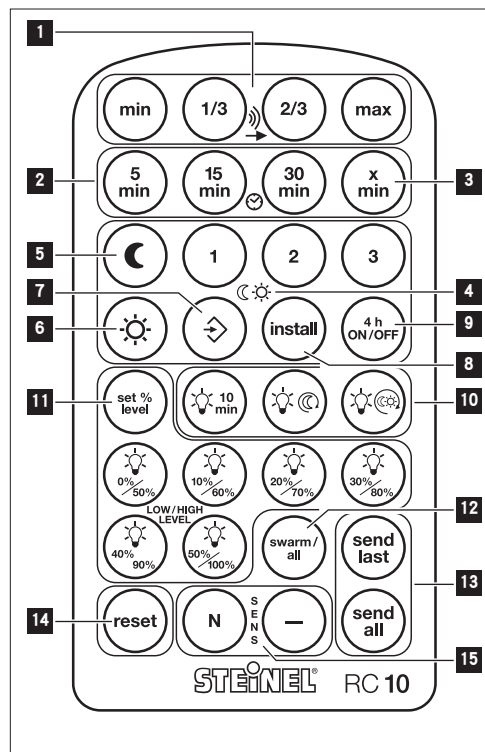 1
min 1/3 2/3 max
2
5 min
15 min
30 min
x min
3
5
1 2 3
7
4
6
install
4 h ON/OFF
9
8
11
set % level
10 min
10
0%/50%
10%/60%
20%/70%
30%/80%
LOW/HIGH LEVEL
40%/90%
50%/100%
swarm/all
12
send last
13
14
reset
N
SENS
–
send all
15
STEINEL® RC 10